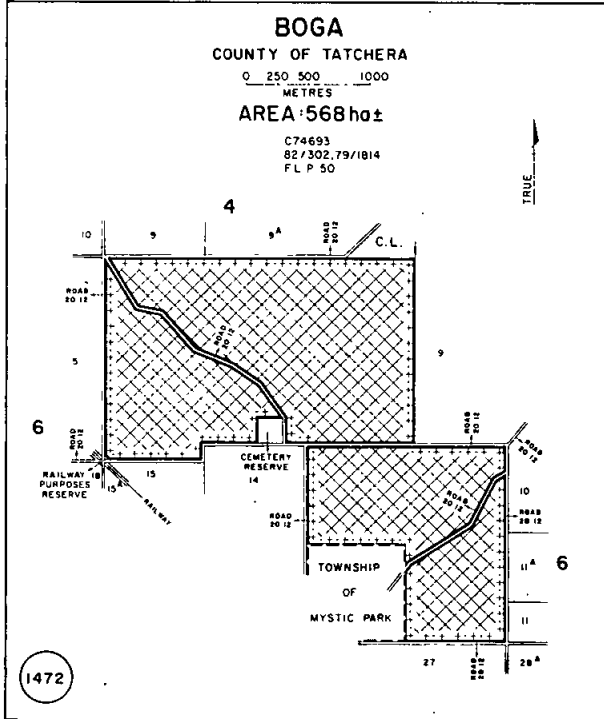 BOGA
COUNTY OF TATCHERA
0 250 500 1000
METRES
AREA:568ha±
C74693
82/302,79/1814
F L P 50
TRUE
4
10 9 9A
ROAD
20 12
C.L.
ROAD
20 12
ROAD
20 12
5
9
6
ROAD
20 12
CEMETERY
RESERVE
14
ROAD
20 12
ROAD
20 12
RAILWAY
PURPOSES
RESERVE
18
15
15A
RAILWAY
ROAD
20 12
ROAD
20 12
10
ROAD
20 12
TOWNSHIP
OF
MYSTIC PARK
11A
6
11
27
ROAD
20 12
28A
1472